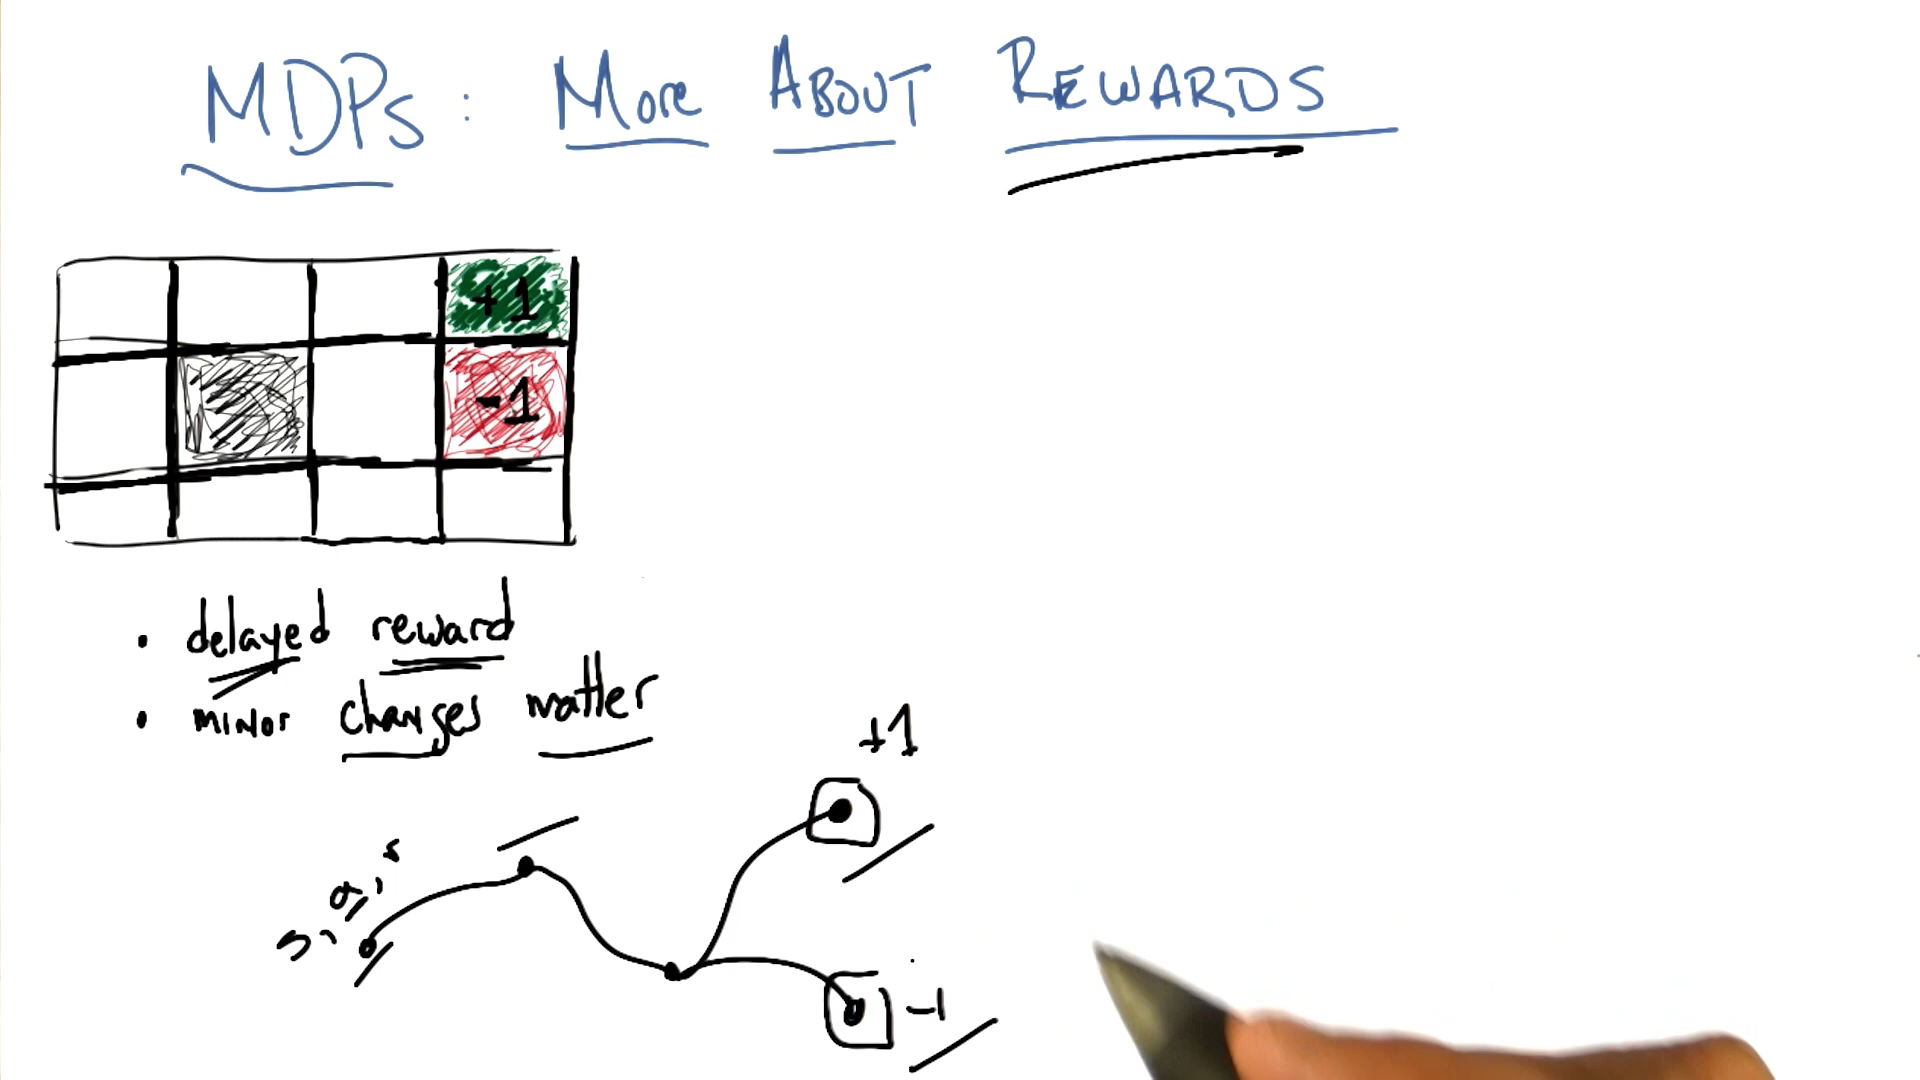 MDPs: More About Rewards
+1
-1
• delayed reward
• minor changes matter
+1
s, a, s
-1